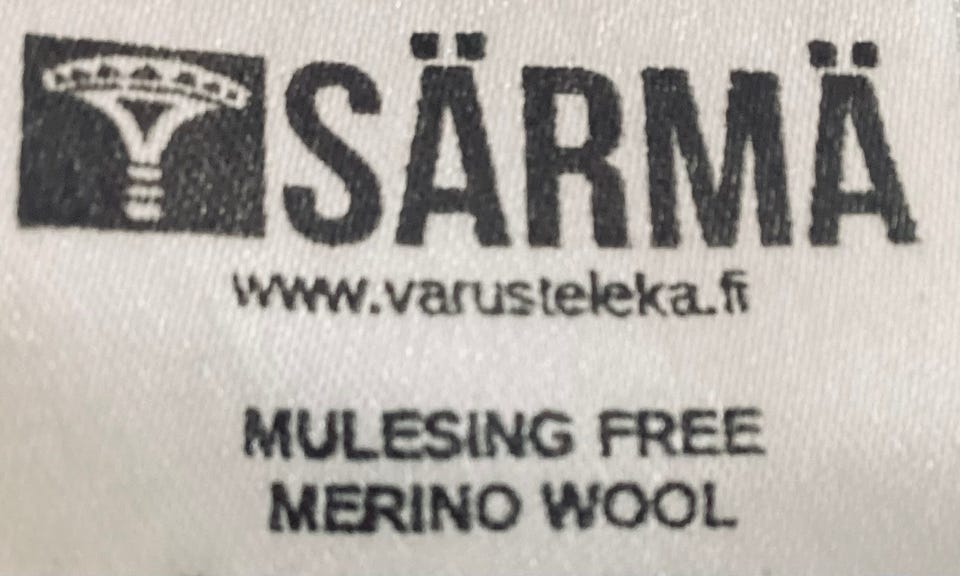 SÄRMÄ
www.varusteleka.fi
MULESING FREE
MERINO WOOL